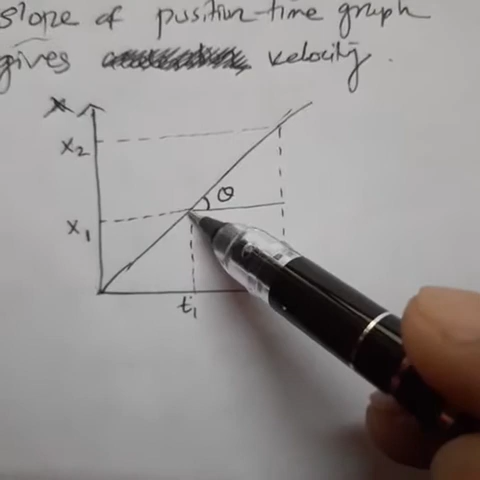 slope of position-time graph
gives velocity.
x
x2
θ
x1
t1